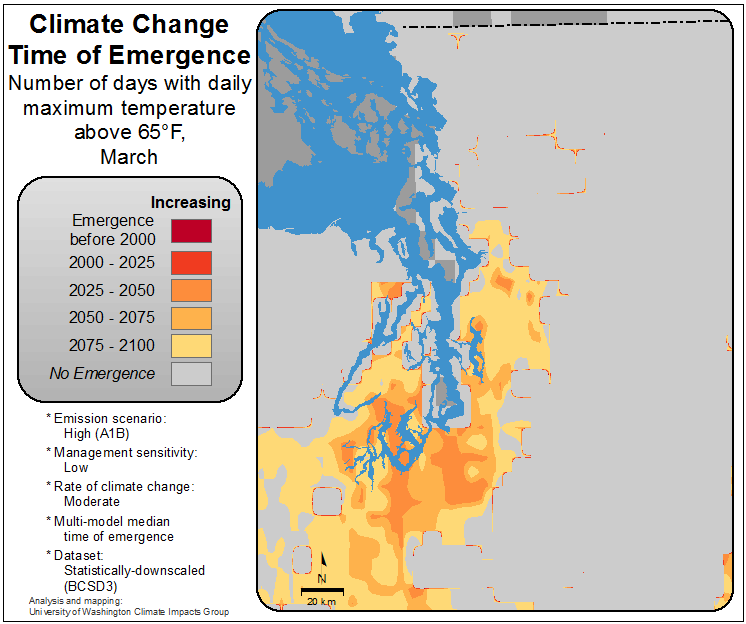 Climate Change
Time of Emergence
Number of days with daily
maximum temperature
above 65°F,
March
Increasing
Emergence
before 2000
2000 - 2025
2025 - 2050
2050 - 2075
2075 - 2100
No Emergence
* Emission scenario:
High (A1B)
* Management sensitivity:
Low
* Rate of climate change:
Moderate
* Multi-model median
time of emergence
* Dataset:
Statistically-downscaled
(BCSD3)
Analysis and mapping:
University of Washington Climate Impacts Group
N
20 km